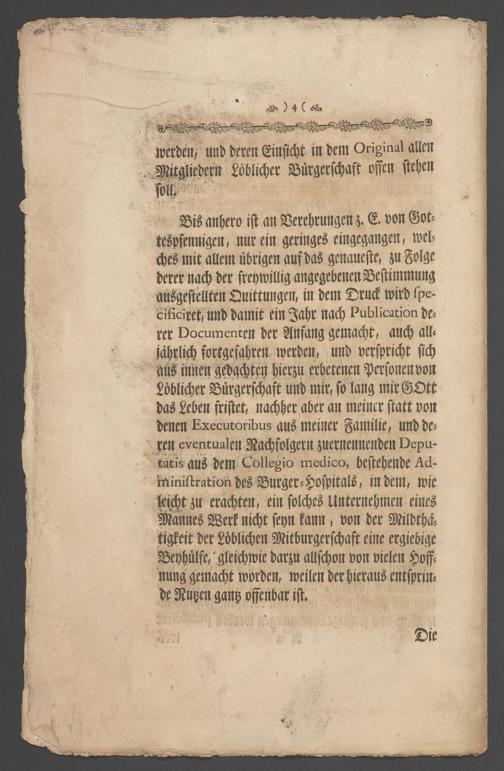 ) 4 (
werden, und deren Einsicht in dem Original allen
Mitgliedern Löblicher Bürgerschaft offen stehen
soll.
Bis anhero ist an Verehrungen z. E. von Got-
tespfennigen, nur ein geringes eingegangen, wel-
ches mit allem übrigen auf das genaueste, zu Folge
derer nach der freywillig angegebenen Bestimmung
ausgestellten Quittungen, in dem Druck wird spe-
cificiret, und damit ein Jahr nach Publication de-
rer Documenten der Anfang gemacht, auch all-
jährlich fortgefahren werden, und verspricht sich
aus innen gedachten hierzu erbetenen Personen von
Löblicher Bürgerschaft und mir, so lang mir GOtt
das Leben fristet, nachher aber an meiner statt von
denen Executoribus aus meiner Familie, und de-
ren eventualen Nachfolgern zuernennenden Depu-
tatis aus dem Collegio medico, bestehende Ad-
ministration des Burger-Hospitals, in dem, wie
leicht zu erachten, ein solches Unternehmen eines
Mannes Werk nicht seyn kann, von der Mildthä-
tigkeit der Löblichen Mitburgerschaft eine ergiebige
Beyhülfe, gleichwie darzu allschon von vielen Hoff-
nung gemacht worden, weilen der hieraus entsprin-
de Nutzen gantz offenbar ist.
Die